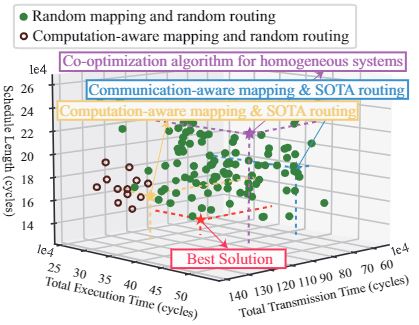 Random mapping and random routing
Computation-aware mapping and random routing
Co-optimization algorithm for homogeneous systems
Communication-aware mapping & SOTA routing
Computation-aware mapping & SOTA routing
Best Solution
Schedule Length (cycles)
1e4
26
24
22
20
18
16
14
1e4
25
30
35
40
45
50
Total Execution Time (cycles)
140
130
120
110
100
90
80
70
60
1e4
Total Transmission Time (cycles)